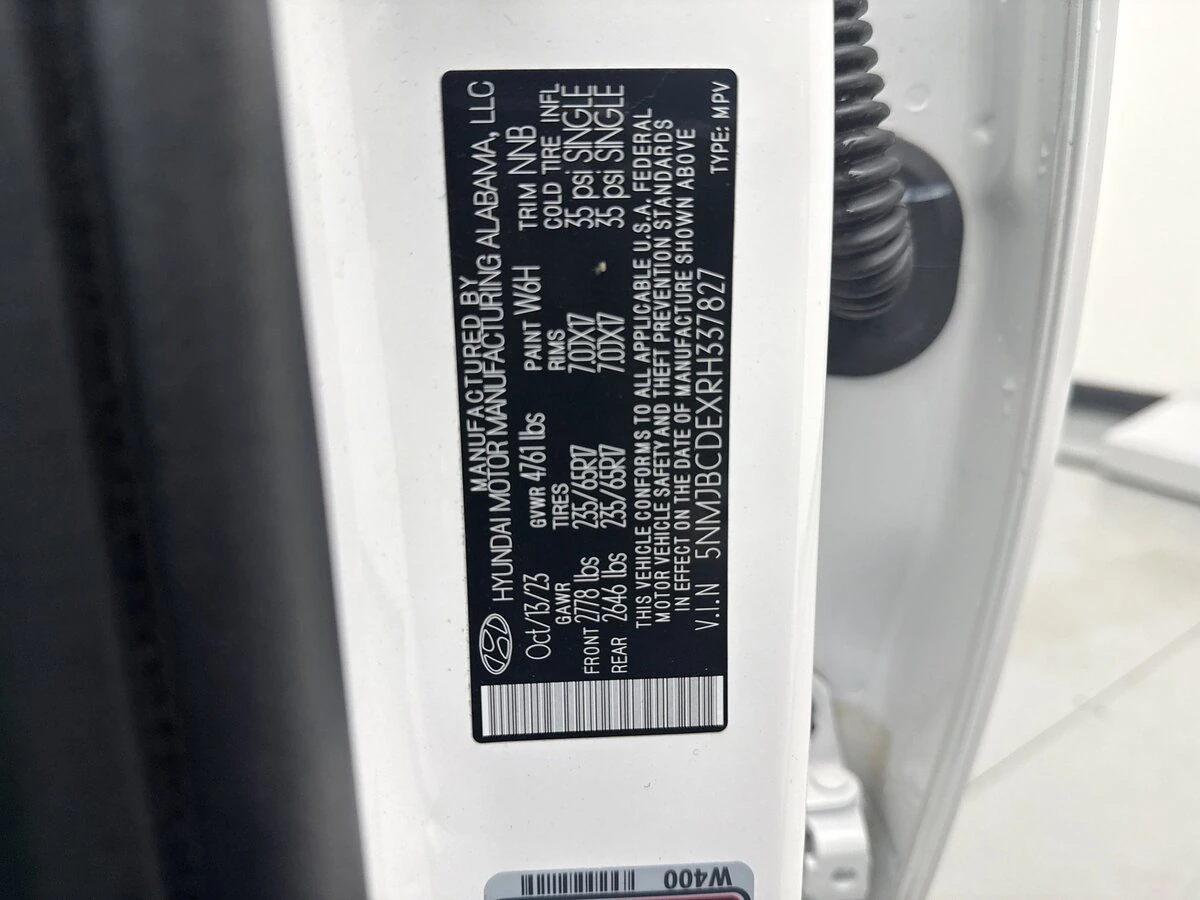 MANUFACTURED BY
HYUNDAI MOTOR MANUFACTURING ALABAMA, LLC
Oct/13/23 GVWR 4761 lbs PAINT W6H TRIM NNB
GAWR TIRES RIMS COLD TIRE INFL
FRONT 2778 lbs 235/65R17 7.0JX17 35 psi SINGLE
REAR 2646 lbs 235/65R17 7.0JX17 35 psi SINGLE
THIS VEHICLE CONFORMS TO ALL APPLICABLE U.S.A. FEDERAL
MOTOR VEHICLE SAFETY AND THEFT PREVENTION STANDARDS
IN EFFECT ON THE DATE OF MANUFACTURE SHOWN ABOVE
V.I.N 5NMJBCDEXRH337827 TYPE: MPV
W400